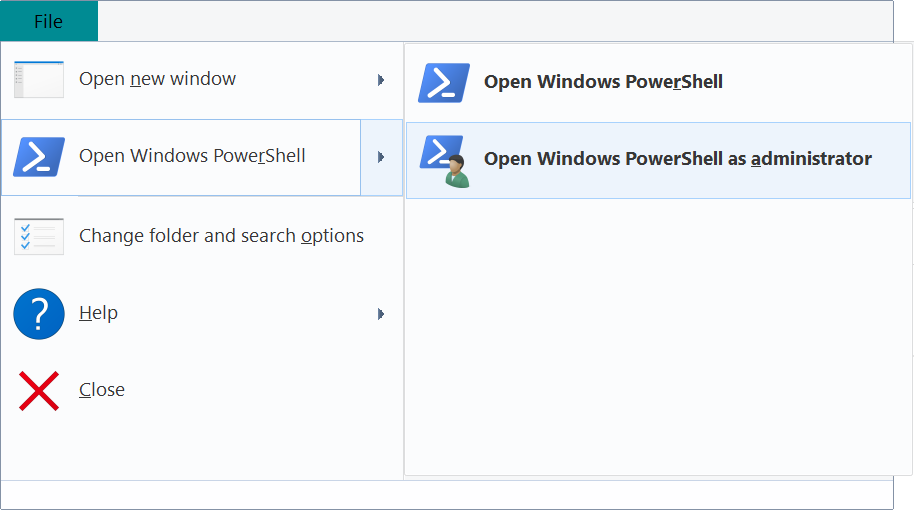 File
Open new window
Open Windows PowerShell
Change folder and search options
Help
Close
Open Windows PowerShell
Open Windows PowerShell as administrator